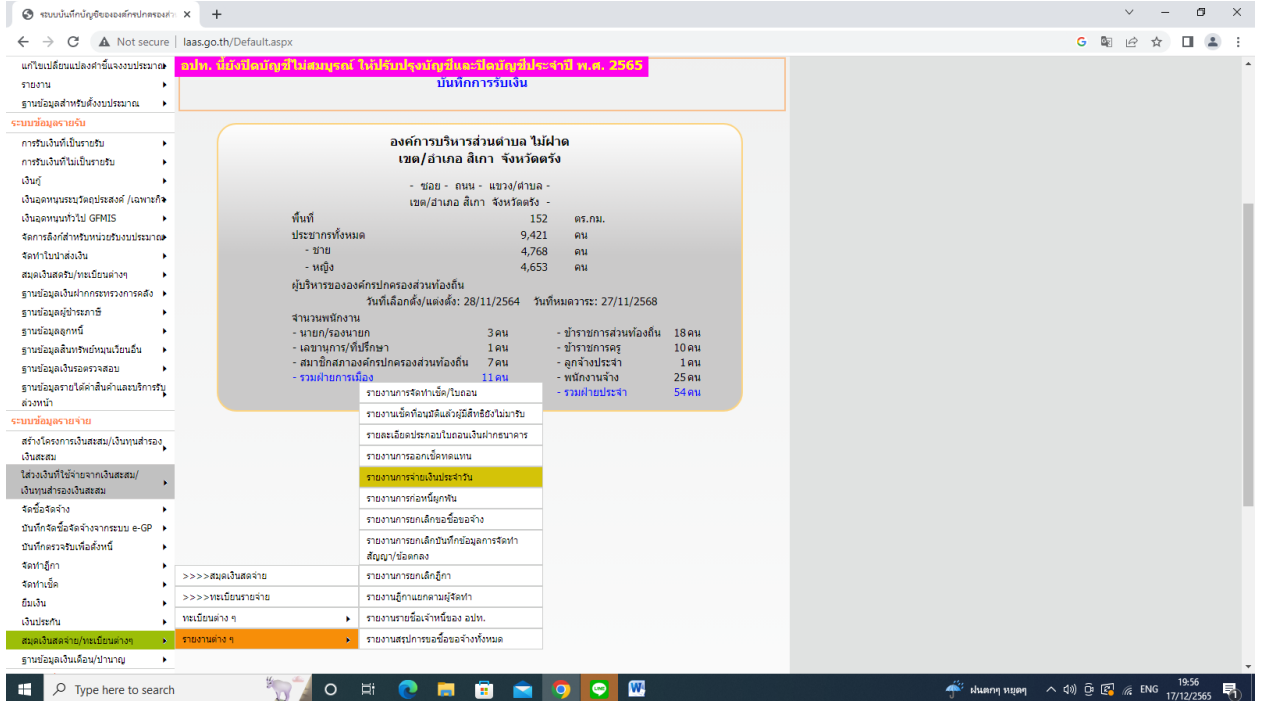 ระบบบันทึกบัญชีขององค์กรปกครองส่ว
Not secure | laas.go.th/Default.aspx
แก้ไขเปลี่ยนแปลงคำชี้แจงงบประมาณ
รายงาน
ฐานข้อมูลสำหรับตั้งงบประมาณ
ระบบข้อมูลรายรับ
การรับเงินที่เป็นรายรับ
การรับเงินที่ไม่เป็นรายรับ
เงินกู้
เงินอุดหนุนระบุวัตถุประสงค์ /เฉพาะกิจ
เงินอุดหนุนทั่วไป GFMIS
จัดการลิงก์สำหรับหน่วยรับงบประมาณ
จัดทำใบนำส่งเงิน
สมุดเงินสดรับ/ทะเบียนต่างๆ
ฐานข้อมูลเงินฝากกระทรวงการคลัง
ฐานข้อมูลผู้ชำระภาษี
ฐานข้อมูลลูกหนี้
ฐานข้อมูลสินทรัพย์หมุนเวียนอื่น
ฐานข้อมูลเงินรอตรวจสอบ
ฐานข้อมูลรายได้ค่าสินค้าและบริการรับ
ล่วงหน้า
ระบบข้อมูลรายจ่าย
สร้างโครงการเงินสะสม/เงินทุนสำรอง
เงินสะสม
ใส่วงเงินที่ใช้จ่ายจากเงินสะสม/
เงินทุนสำรองเงินสะสม
จัดซื้อจัดจ้าง
บันทึกจัดซื้อจัดจ้างจากระบบ e-GP
บันทึกตรวจรับเพื่อตั้งหนี้
จัดทำฎีกา
จัดทำเช็ค
ยืมเงิน
เงินประกัน
สมุดเงินสดจ่าย/ทะเบียนต่างๆ
ฐานข้อมูลเงินเดือน/บำนาญ
อปท. นี้ยังปิดบัญชีไม่สมบูรณ์ ให้ปรับปรุงบัญชีและปิดบัญชีประจำปี พ.ศ. 2565
บันทึกการรับเงิน
องค์การบริหารส่วนตำบล ไม้ฝาด
เขต/อำเภอ สิเกา จังหวัดตรัง
- ซอย - ถนน - แขวง/ตำบล -
เขต/อำเภอ สิเกา จังหวัดตรัง -
พื้นที่ 152 ตร.กม.
ประชากรทั้งหมด 9,421 คน
- ชาย 4,768 คน
- หญิง 4,653 คน
ผู้บริหารขององค์กรปกครองส่วนท้องถิ่น
วันที่เลือกตั้ง/แต่งตั้ง: 28/11/2564 วันที่หมดวาระ: 27/11/2568
จำนวนพนักงาน
- นายก/รองนายก 3 คน - ข้าราชการส่วนท้องถิ่น 18 คน
- เลขานุการ/ที่ปรึกษา 1 คน - ข้าราชการครู 10 คน
- สมาชิกสภาองค์กรปกครองส่วนท้องถิ่น 7 คน - ลูกจ้างประจำ 1 คน
- รวมฝ่ายการเมือง 11 คน - พนักงานจ้าง 25 คน
- รวมฝ่ายประจำ 54 คน
รายงานการจัดทำเช็ค/ใบถอน
รายงานเช็คที่อนุมัติแล้วผู้มีสิทธิยังไม่มารับ
รายละเอียดประกอบใบถอนเงินฝากธนาคาร
รายงานการออกเช็คทดแทน
รายงานการจ่ายเงินประจำวัน
รายงานการก่อหนี้ผูกพัน
รายงานการยกเลิกขอซื้อขอจ้าง
รายงานการยกเลิกบันทึกข้อมูลการจัดทำ
สัญญา/ข้อตกลง
รายงานการยกเลิกฎีกา
รายงานฎีกาแยกตามผู้จัดทำ
รายงานรายชื่อเจ้าหนี้ของ อปท.
รายงานสรุปการขอซื้อขอจ้างทั้งหมด
>>>>สมุดเงินสดจ่าย
>>>>ทะเบียนรายจ่าย
ทะเบียนต่าง ๆ
รายงานต่าง ๆ
Type here to search
ฝนตกๆ หยุดๆ
ENG
19:56
17/12/2565